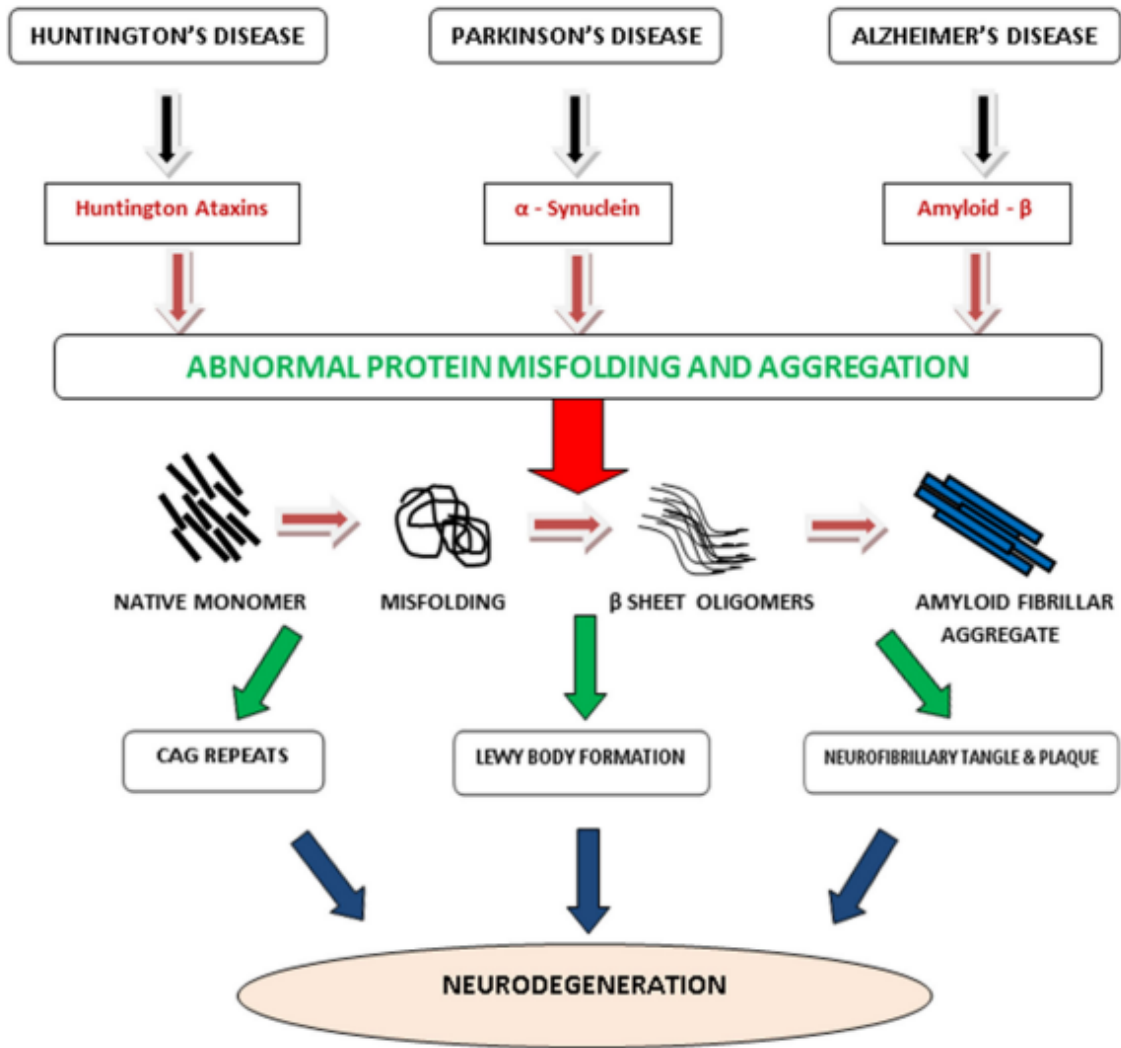 HUNTINGTON'S DISEASE
PARKINSON'S DISEASE
ALZHEIMER'S DISEASE
Huntington Ataxins
α - Synuclein
Amyloid - β
ABNORMAL PROTEIN MISFOLDING AND AGGREGATION
NATIVE MONOMER
MISFOLDING
β SHEET OLIGOMERS
AMYLOID FIBRILLAR
AGGREGATE
CAG REPEATS
LEWY BODY FORMATION
NEUROFIBRILLARY TANGLE & PLAQUE
NEURODEGENERATION